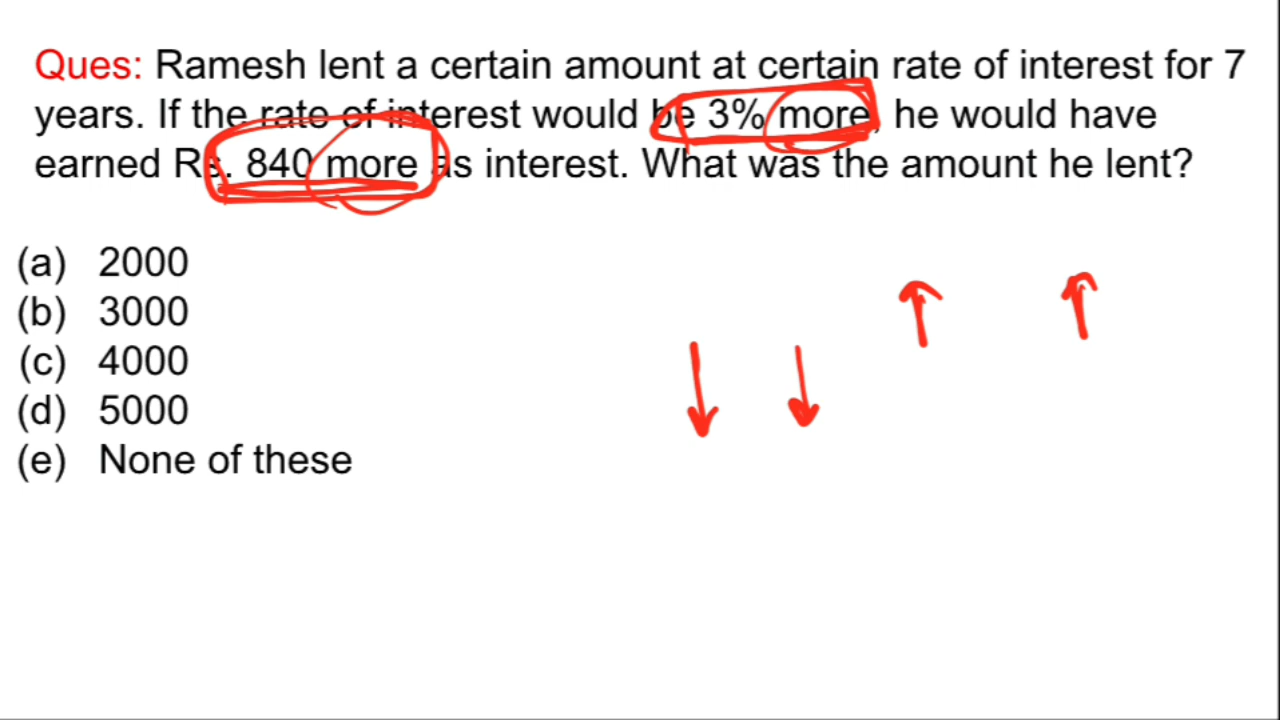 Ques: Ramesh lent a certain amount at certain rate of interest for 7
years. If the rate of interest would be 3% more, he would have
earned Rs. 840 more as interest. What was the amount he lent?
(a) 2000
(b) 3000
(c) 4000
(d) 5000
(e) None of these